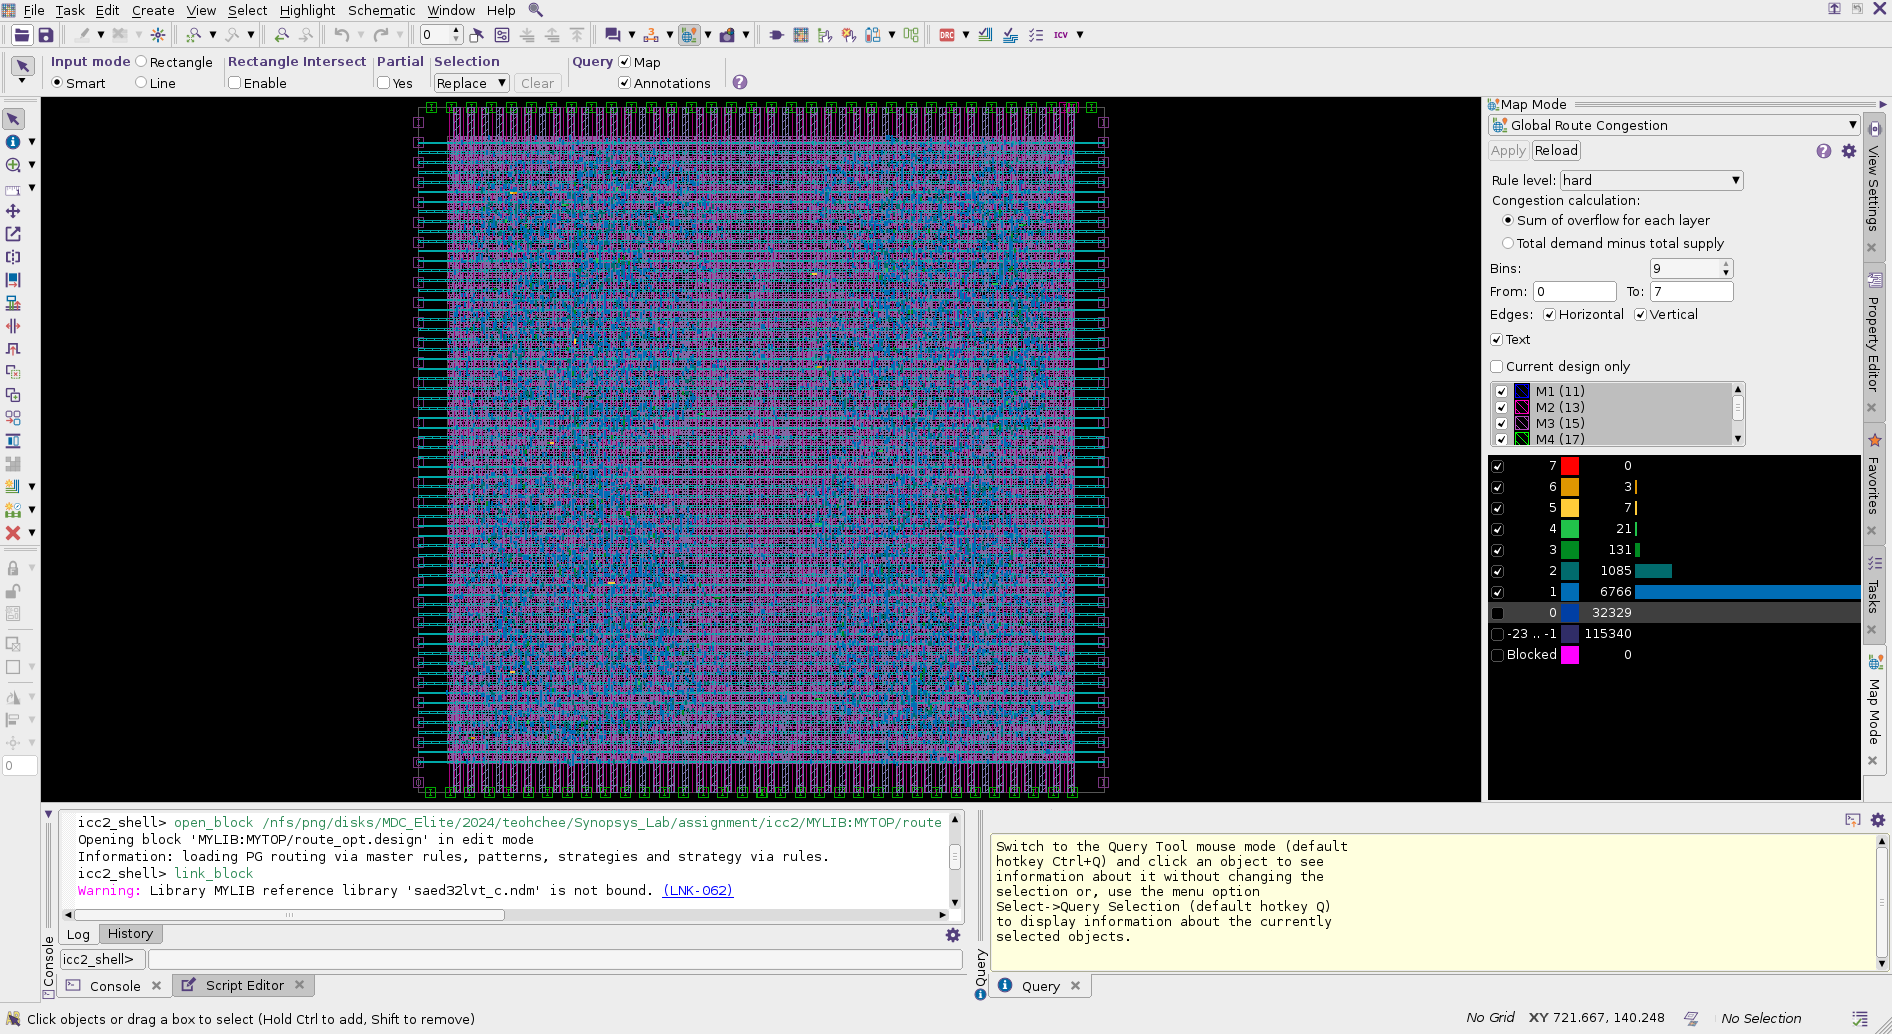 File Task Edit Create View Select Highlight Schematic Window Help
0
Input mode Rectangle Rectangle Intersect Partial Selection Query Map
Smart Line Enable Yes Replace Clear Annotations
Map Mode
Global Route Congestion
Apply Reload
Rule level: hard
Congestion calculation:
Sum of overflow for each layer
Total demand minus total supply
Bins: 9
From: 0 To: 7
Edges: Horizontal Vertical
Text
Current design only
M1 (11)
M2 (13)
M3 (15)
M4 (17)
7 0
6 3
5 7
4 21
3 131
2 1085
1 6766
0 32329
-23 .. -1 115340
Blocked 0
View Settings
Property Editor
Favorites
Tasks
Map Mode
DRC
ICV
0
icc2_shell> open_block /nfs/png/disks/MDC_Elite/2024/teohchee/Synopsys_Lab/assignment/icc2/MYLIB:MYTOP/route
Opening block 'MYLIB:MYTOP/route_opt.design' in edit mode
Information: loading PG routing via master rules, patterns, strategies and strategy via rules.
icc2_shell> link_block
Warning: Library MYLIB reference library 'saed32lvt_c.ndm' is not bound. (LNK-062)
Log History
icc2_shell>
Console
Console Script Editor
Switch to the Query Tool mouse mode (default
hotkey Ctrl+Q) and click an object to see
information about it without changing the
selection or, use the menu option
Select->Query Selection (default hotkey Q)
to display information about the currently
selected objects.
Query
Query
Click objects or drag a box to select (Hold Ctrl to add, Shift to remove)
No Grid XY 721.667, 140.248 No Selection